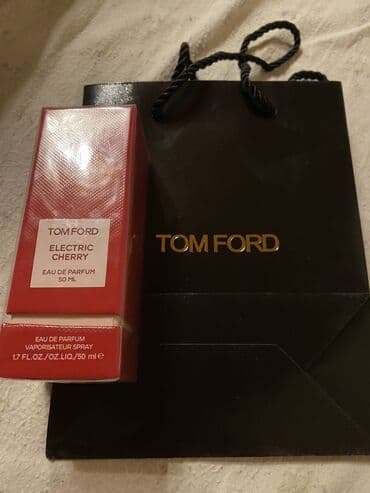 TOM FORD
ELECTRIC
CHERRY
EAU DE PARFUM
50 ML
EAU DE PARFUM
VAPORISATEUR SPRAY
1.7 FL.OZ./OZ.LIQ./50 ml ℮
TOM FORD